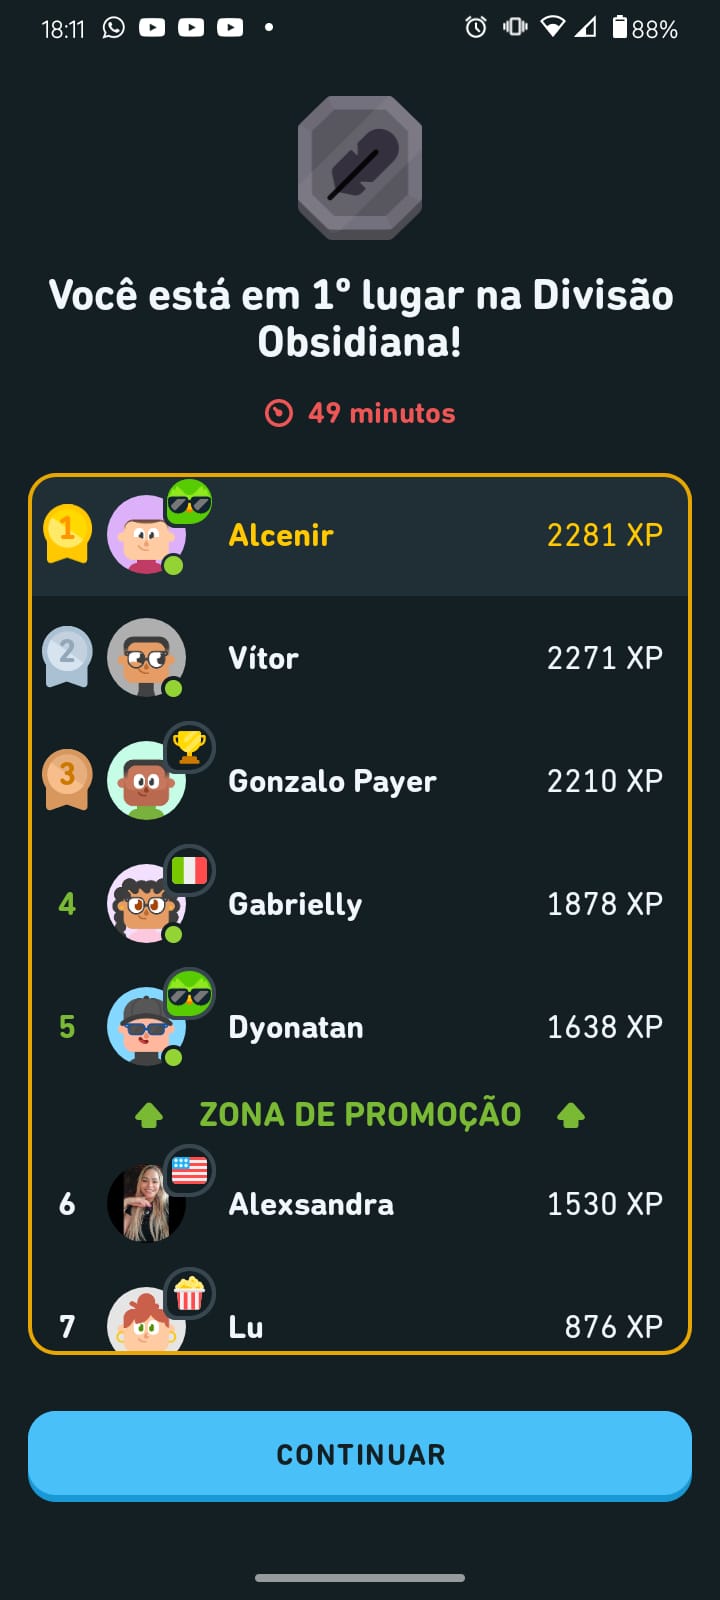 18:11
88%
Você está em 1º lugar na Divisão
Obsidiana!
49 minutos
1 Alcenir 2281 XP
2 Vítor 2271 XP
3 Gonzalo Payer 2210 XP
4 Gabrielly 1878 XP
5 Dyonatan 1638 XP
ZONA DE PROMOÇÃO
6 Alexsandra 1530 XP
7 Lu 876 XP
CONTINUAR